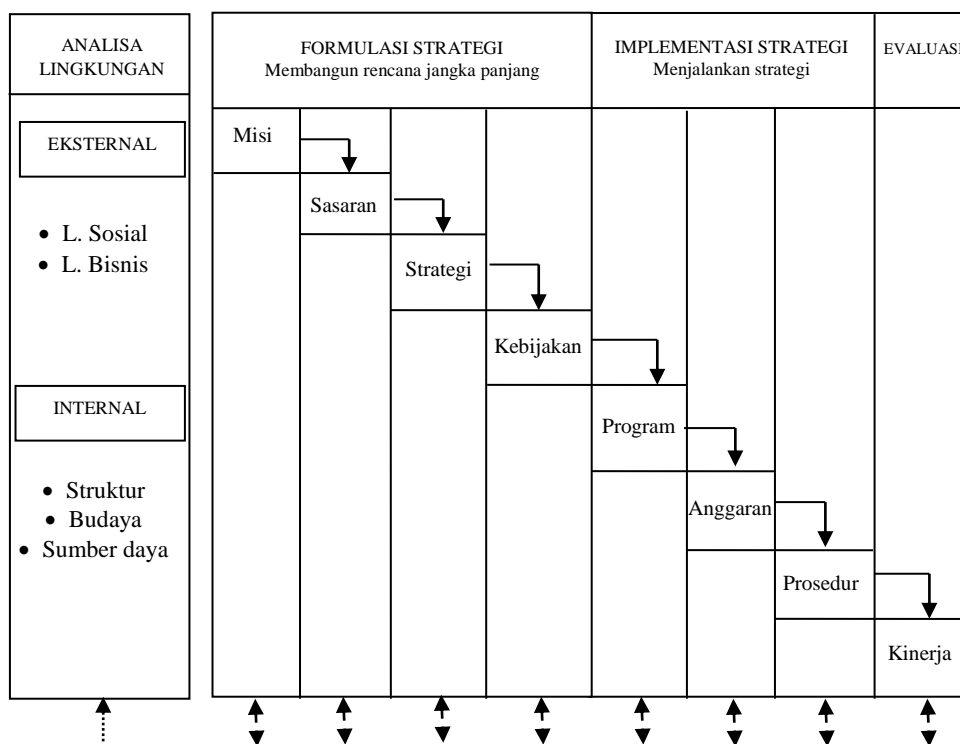 ANALISA
LINGKUNGAN
EKSTERNAL
• L. Sosial
• L. Bisnis
INTERNAL
• Struktur
• Budaya
• Sumber daya
FORMULASI STRATEGI
Membangun rencana jangka panjang
IMPLEMENTASI STRATEGI
Menjalankan strategi
EVALUASI
Misi
Sasaran
Strategi
Kebijakan
Program
Anggaran
Prosedur
Kinerja